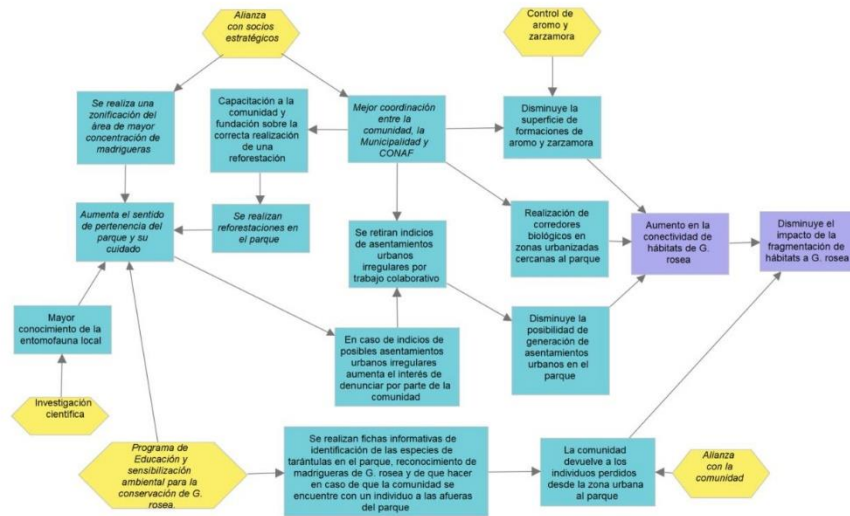 Alianza
con socios
estratégicos
Control de
aromo y
zarzamora
Se realiza una
zonificación del
área de mayor
concentración de
madrigueras
Capacitación a la
comunidad y
fundación sobre la
correcta realización
de una
reforestación
Mejor coordinación
entre la
comunidad, la
Municipalidad y
CONAF
Disminuye la
superficie de
formaciones de
aromo y zarzamora
Aumenta el sentido
de pertenencia del
parque y su
cuidado
Se realizan
reforestaciones en
el parque
Se retiran indicios
de asentamientos
urbanos
irregulares por
trabajo colaborativo
Realización de
corredores
biológicos en
zonas urbanizadas
cercanas al parque
Aumento en la
conectividad de
hábitats de G.
rosea
Disminuye el
impacto de la
fragmentación de
hábitats a G. rosea
Mayor
conocimiento de la
entomofauna local
En caso de indicios de
posibles asentamientos
urbanos irregulares
aumenta el interés de
denunciar por parte de la
comunidad
Disminuye la
posibilidad de
generación de
asentamientos
urbanos en el
parque
Investigación
científica
Programa de
Educación y
sensibilización
ambiental para la
conservación de G.
rosea.
Se realizan fichas informativas de
identificación de las especies de
tarántulas en el parque, reconocimiento de
madrigueras de G. rosea y de que hacer
en caso de que la comunidad se
encuentre con un individuo a las afueras
del parque
La comunidad
devuelve a los
individuos perdidos
desde la zona urbana
al parque
Alianza
con la
comunidad